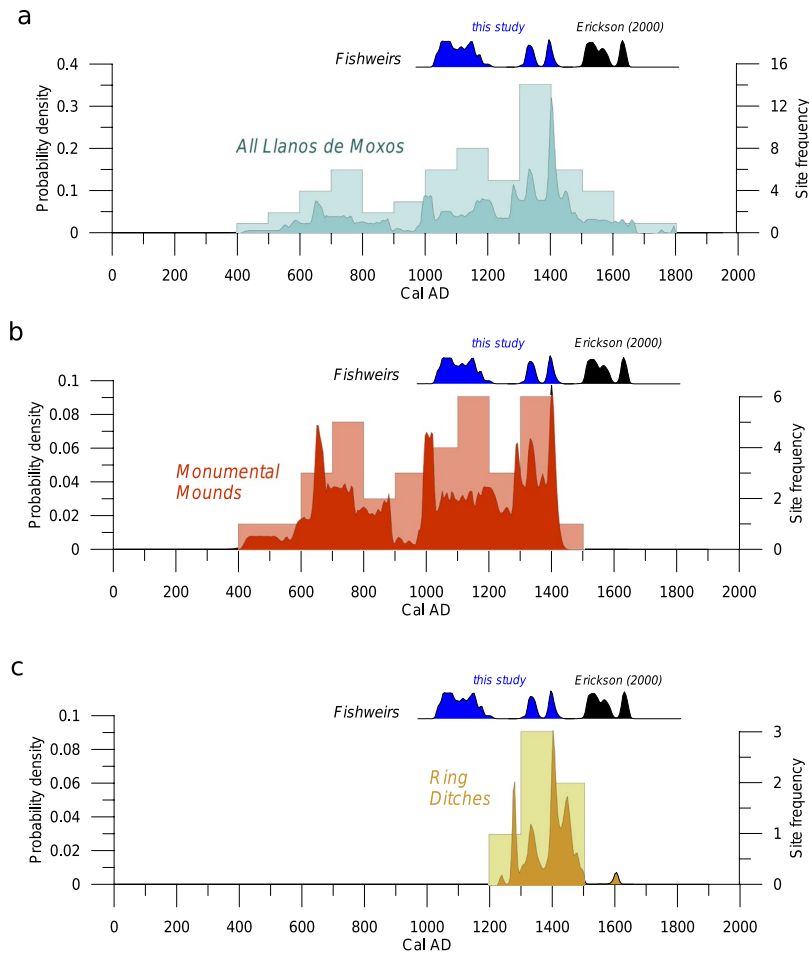 a
this study
Erickson (2000)
Fishweirs
0.4
0.3
0.2
0.1
0
Probability density
All Llanos de Moxos
16
12
8
4
0
Site frequency
0 200 400 600 800 1000 1200 1400 1600 1800 2000
Cal AD
b
this study
Erickson (2000)
Fishweirs
0.1
0.08
0.06
0.04
0.02
0
Probability density
Monumental
Mounds
6
4
2
0
Site frequency
0 200 400 600 800 1000 1200 1400 1600 1800 2000
Cal AD
c
this study
Erickson (2000)
Fishweirs
0.1
0.08
0.06
0.04
0.02
0
Probability density
Ring
Ditches
3
2
1
0
Site frequency
0 200 400 600 800 1000 1200 1400 1600 1800 2000
Cal AD